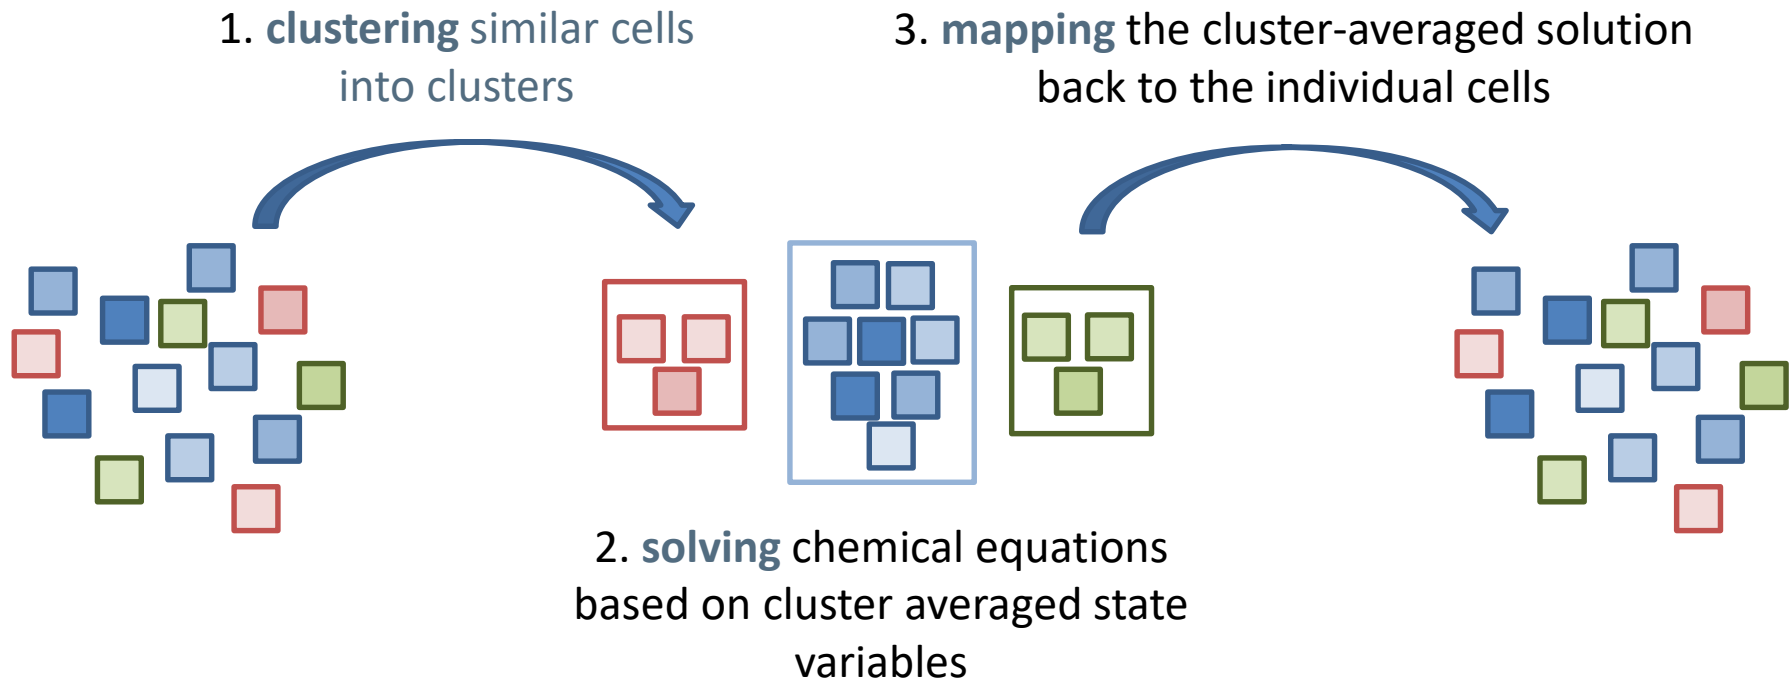 1. clustering similar cells
into clusters
3. mapping the cluster-averaged solution
back to the individual cells
2. solving chemical equations
based on cluster averaged state
variables